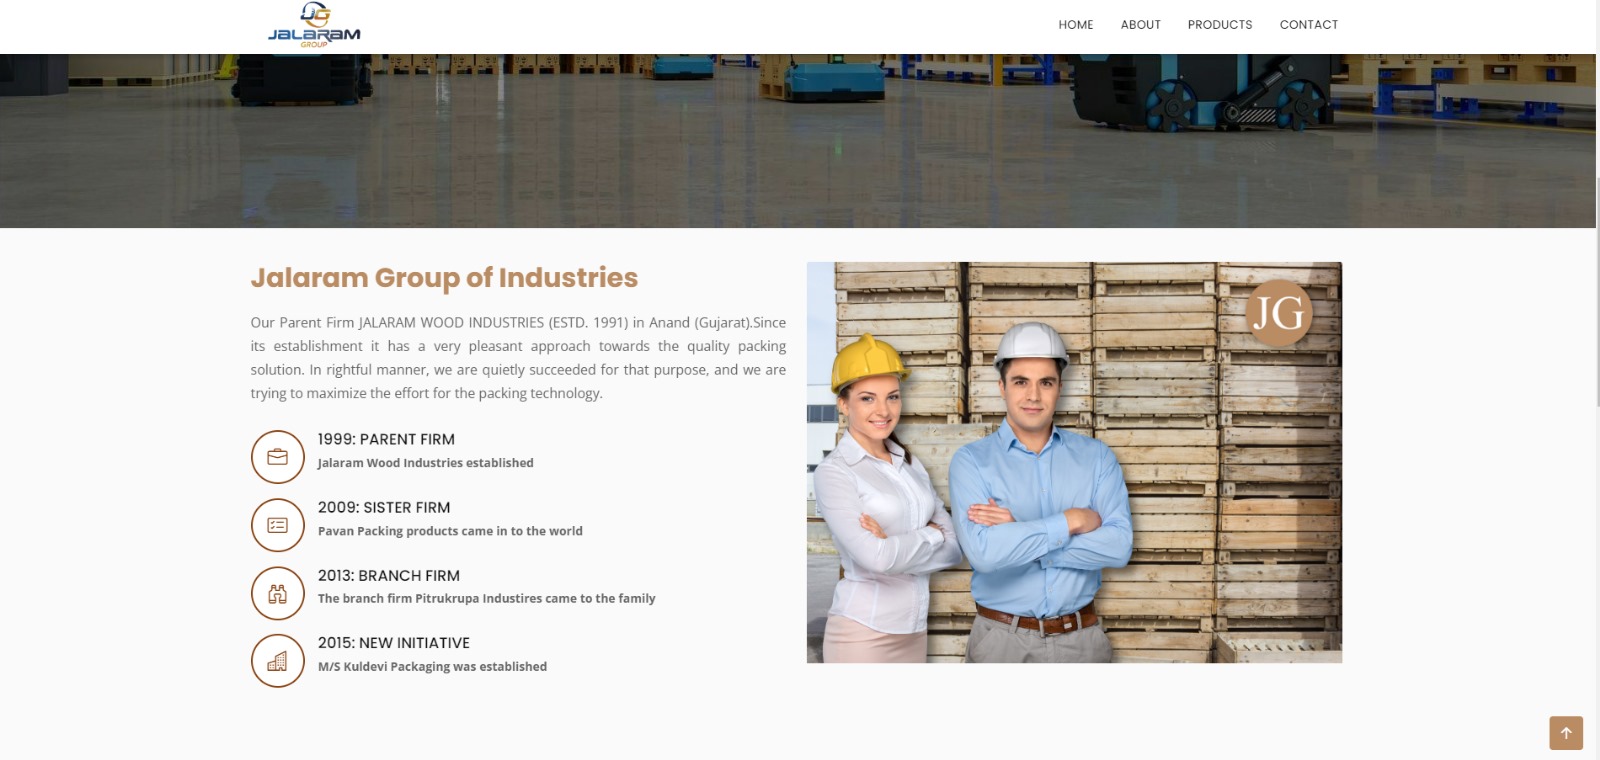 JG
JALARAM
GROUP
HOME ABOUT PRODUCTS CONTACT
Jalaram Group of Industries
Our Parent Firm JALARAM WOOD INDUSTRIES (ESTD. 1991) in Anand (Gujarat).Since
its establishment it has a very pleasant approach towards the quality packing
solution. In rightful manner, we are quietly succeeded for that purpose, and we are
trying to maximize the effort for the packing technology.
1999: PARENT FIRM
Jalaram Wood Industries established
2009: SISTER FIRM
Pavan Packing products came in to the world
2013: BRANCH FIRM
The branch firm Pitrukrupa Industires came to the family
2015: NEW INITIATIVE
M/S Kuldevi Packaging was established
JG